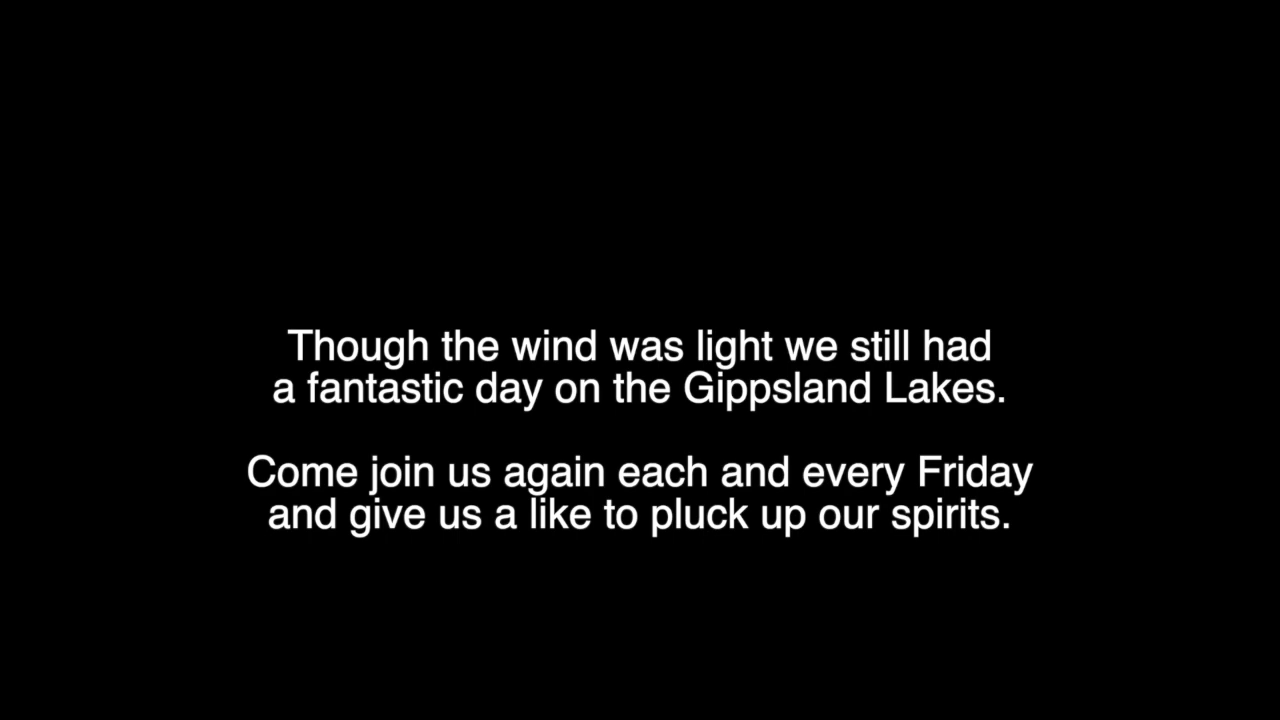 Though the wind was light we still had
a fantastic day on the Gippsland Lakes.
Come join us again each and every Friday
and give us a like to pluck up our spirits.